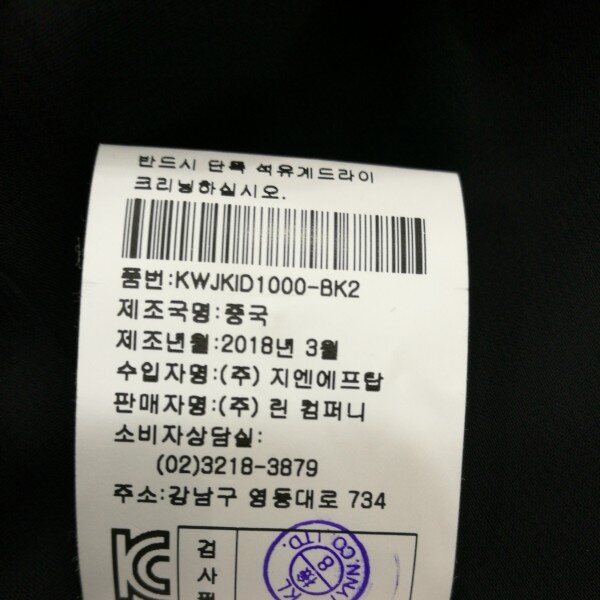 반드시 단독 석유계드라이
크리닝하십시오.
품번:KWJKID1000-BK2
제조국명:중국
제조년월:2018년 3월
수입자명:(주) 지엔에프탑
판매자명:(주) 린 컴퍼니
소비자상담실:
(02)3218-3879
주소:강남구 영동대로 734
검
사
CO.LTD.
8